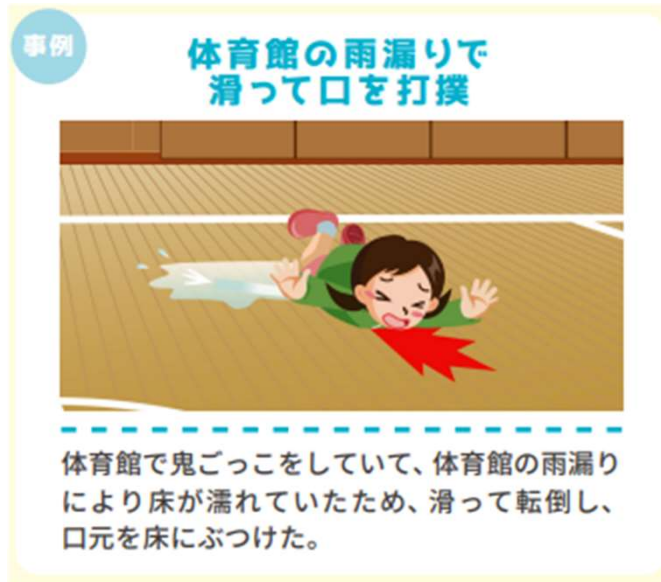 事例
体育館の雨漏りで
滑って口を打撲
体育館で鬼ごっこをしていて、体育館の雨漏り
により床が濡れていたため、滑って転倒し、
口元を床にぶつけた。